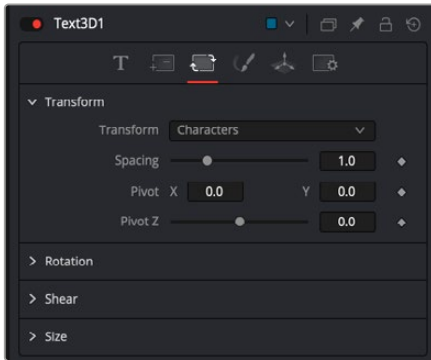 Text3D1
T
Transform
Transform Characters
Spacing 1.0
Pivot X 0.0 Y 0.0
Pivot Z 0.0
Rotation
Shear
Size